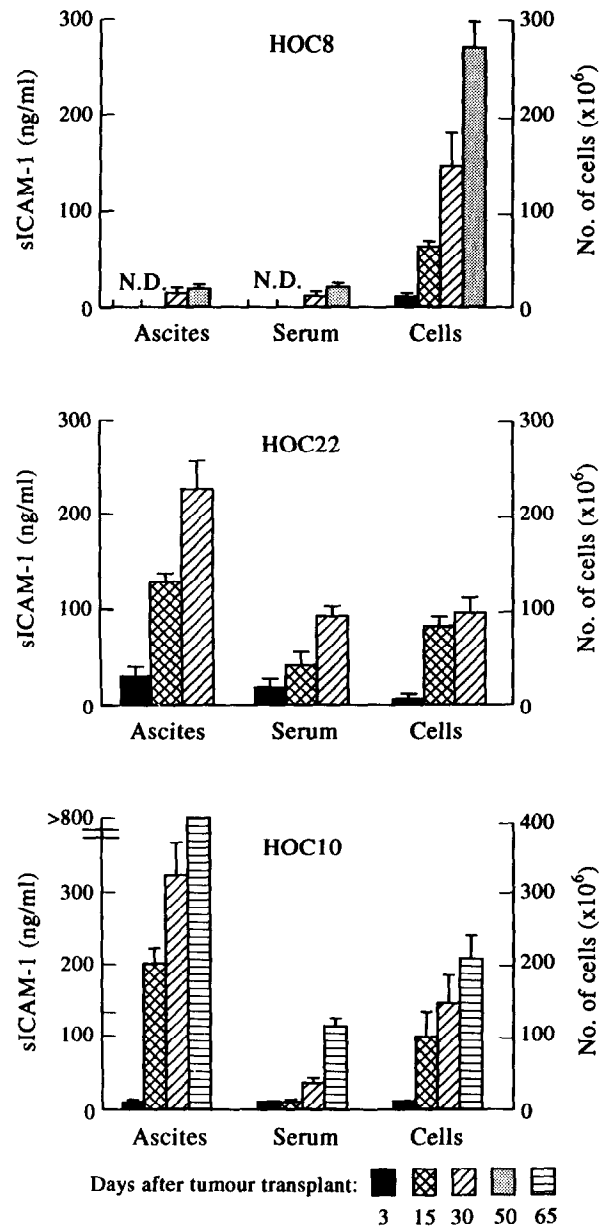 HOC8
sICAM-1 (ng/ml)
300
200
100
0
N.D.
N.D.
Ascites
Serum
Cells
300
200
100
0
No. of cells (x10⁶)
HOC22
sICAM-1 (ng/ml)
300
200
100
0
Ascites
Serum
Cells
300
200
100
0
No. of cells (x10⁶)
HOC10
sICAM-1 (ng/ml)
>800
300
200
100
0
Ascites
Serum
Cells
400
300
200
100
0
No. of cells (x10⁶)
Days after tumour transplant:
3 15 30 50 65